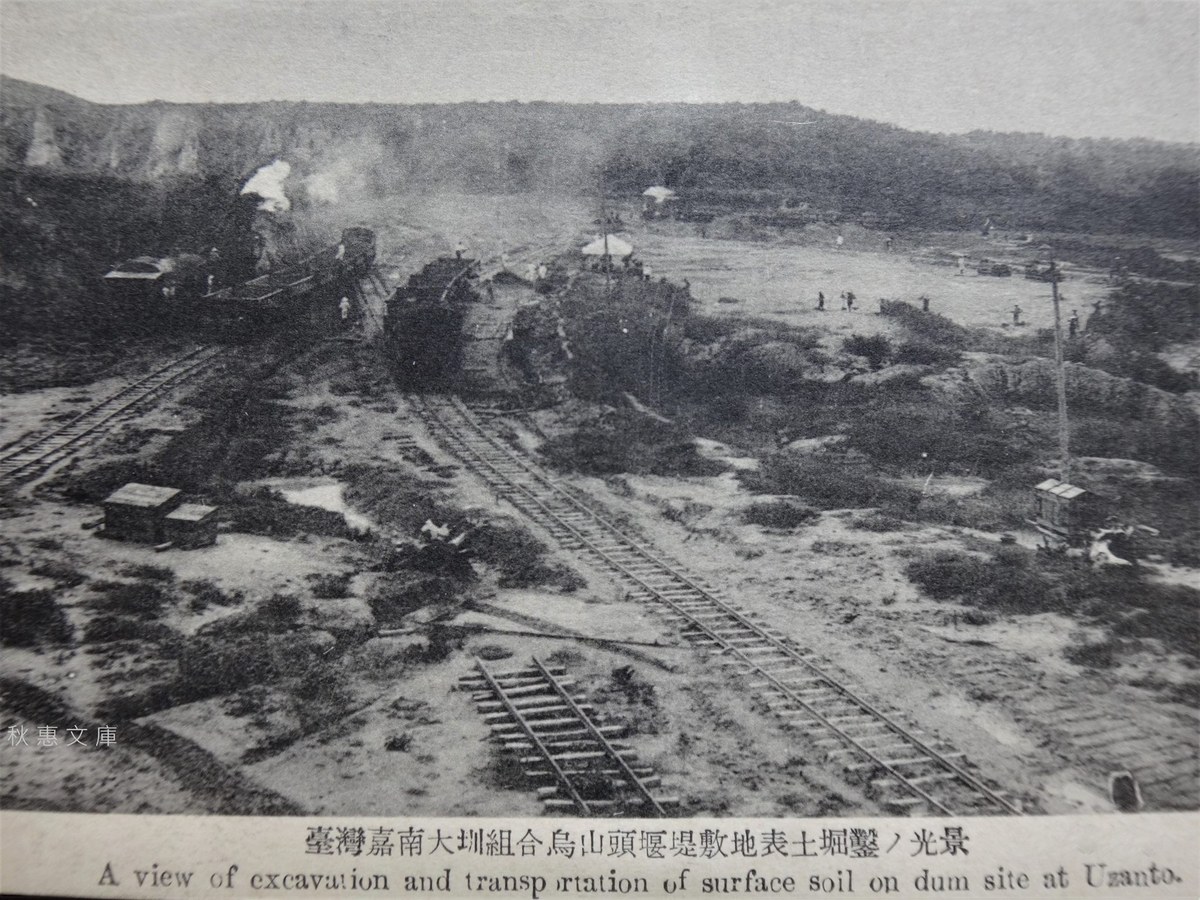 秋惠文庫
臺灣嘉南大圳組合烏山頭堰堤敷地表土堀鑿ノ光景
A view of excavation and transportation of surface soil on dum site at Uzanto.